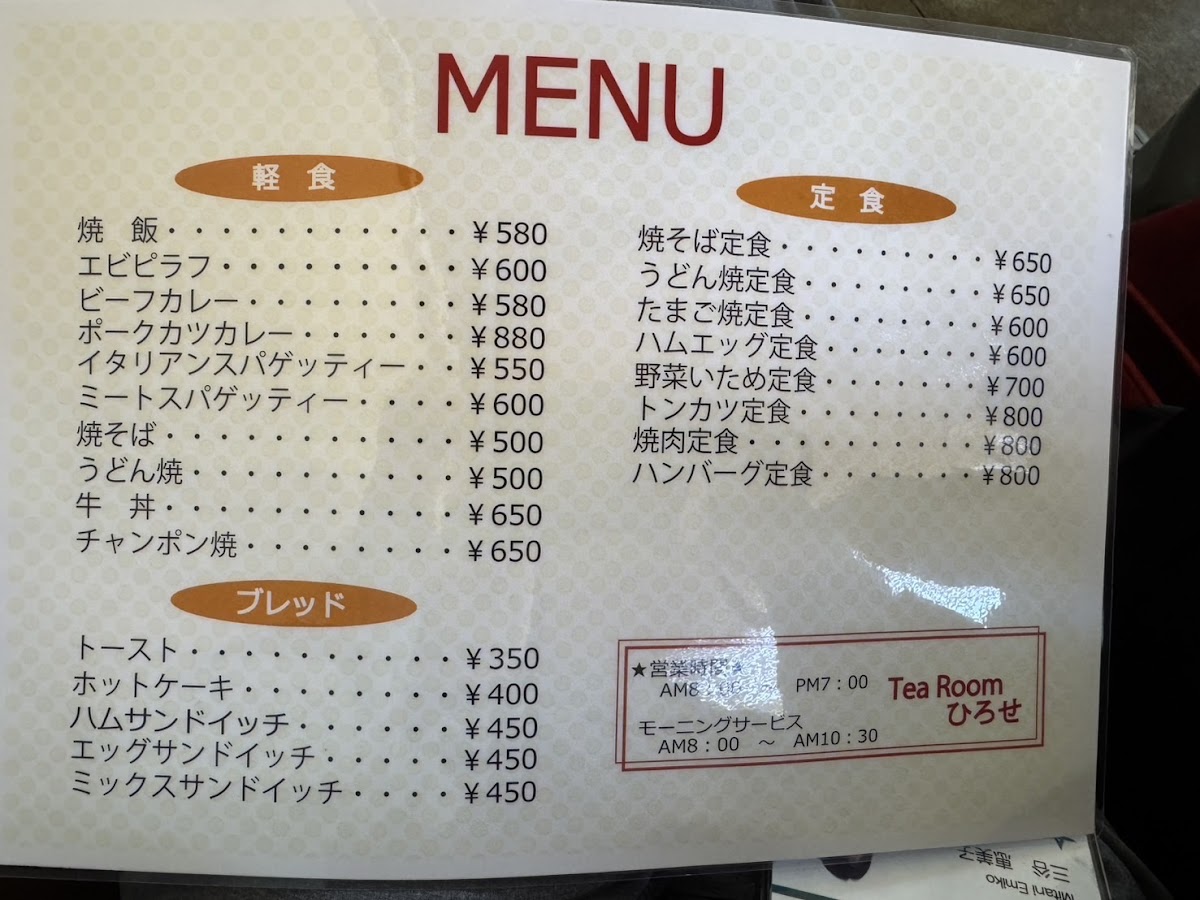 MENU
軽 食
焼 飯・・・・・・・・・・・¥580
エビピラフ・・・・・・・・・¥600
ビーフカレー・・・・・・・・¥580
ポークカツカレー・・・・・・¥880
イタリアンスパゲッティー・・¥550
ミートスパゲッティー・・・・¥600
焼そば・・・・・・・・・・・¥500
うどん焼・・・・・・・・・・¥500
牛 丼・・・・・・・・・・・¥650
チャンポン焼・・・・・・・・¥650
ブレッド
トースト・・・・・・・・・・¥350
ホットケーキ・・・・・・・・¥400
ハムサンドイッチ・・・・・・¥450
エッグサンドイッチ・・・・・¥450
ミックスサンドイッチ・・・・¥450
定 食
焼そば定食・・・・・・・・¥650
うどん焼定食・・・・・・・¥650
たまご焼定食・・・・・・・¥600
ハムエッグ定食・・・・・・¥600
野菜いため定食・・・・・・¥700
トンカツ定食・・・・・・・¥800
焼肉定食・・・・・・・・・¥800
ハンバーグ定食・・・・・・¥800
★営業時間★
AM8:00 ～ PM7:00
モーニングサービス
AM8:00 ～ AM10:30
Tea Room
ひろせ
三谷 恵美子
Mitani Emiko